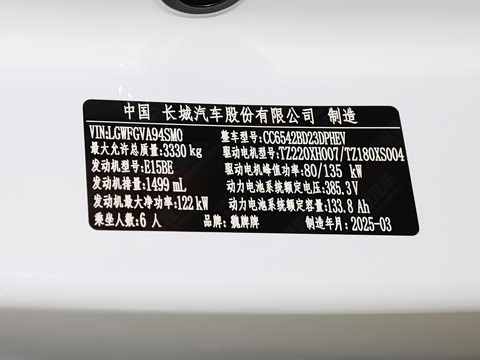 中国 长城汽车股份有限公司 制造
VIN:LGWFGVA94SM0 整车型号:CC6542BD23DPHEV
最大允许总质量:3330 kg 驱动电机型号:TZ220XH007/TZ180XS004
发动机型号:E15BE 驱动电机峰值功率:80/135 kW
发动机排量:1499 mL 动力电池系统额定电压:385.3V
发动机最大净功率:122 kW 动力电池系统额定容量:133.8 Ah
乘坐人数:6 人 品牌:魏牌牌 制造年月:2025-03